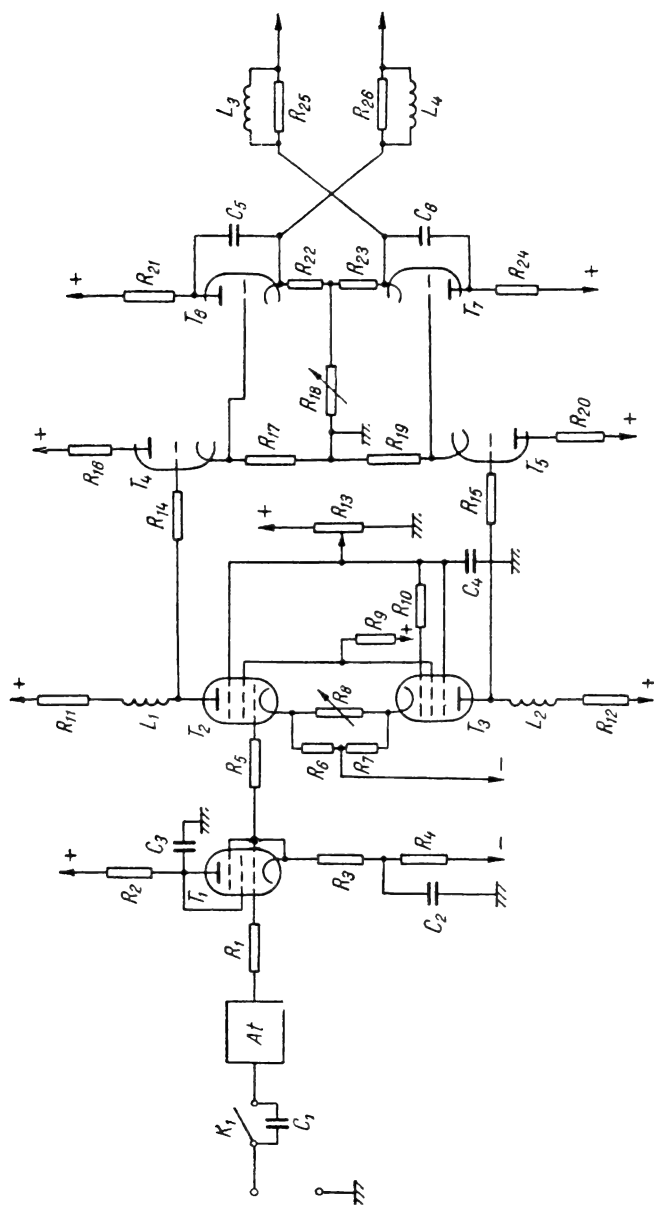 K₁
C₁
At
R₁
T₁
R₂
+
C₃
R₃
R₄
−
C₂
R₅
R₁₁
+
L₁
T₂
R₆
R₇
R₈
−
R₉
+
R₁₀
T₃
L₂
R₁₂
+
R₁₃
+
C₄
R₁₄
R₁₅
T₄
R₁₆
+
R₁₇
R₁₈
R₁₉
T₅
R₂₀
+
R₂₁
+
T₆
C₅
R₂₂
R₂₃
C₆
T₇
R₂₄
+
L₃
R₂₅
R₂₆
L₄